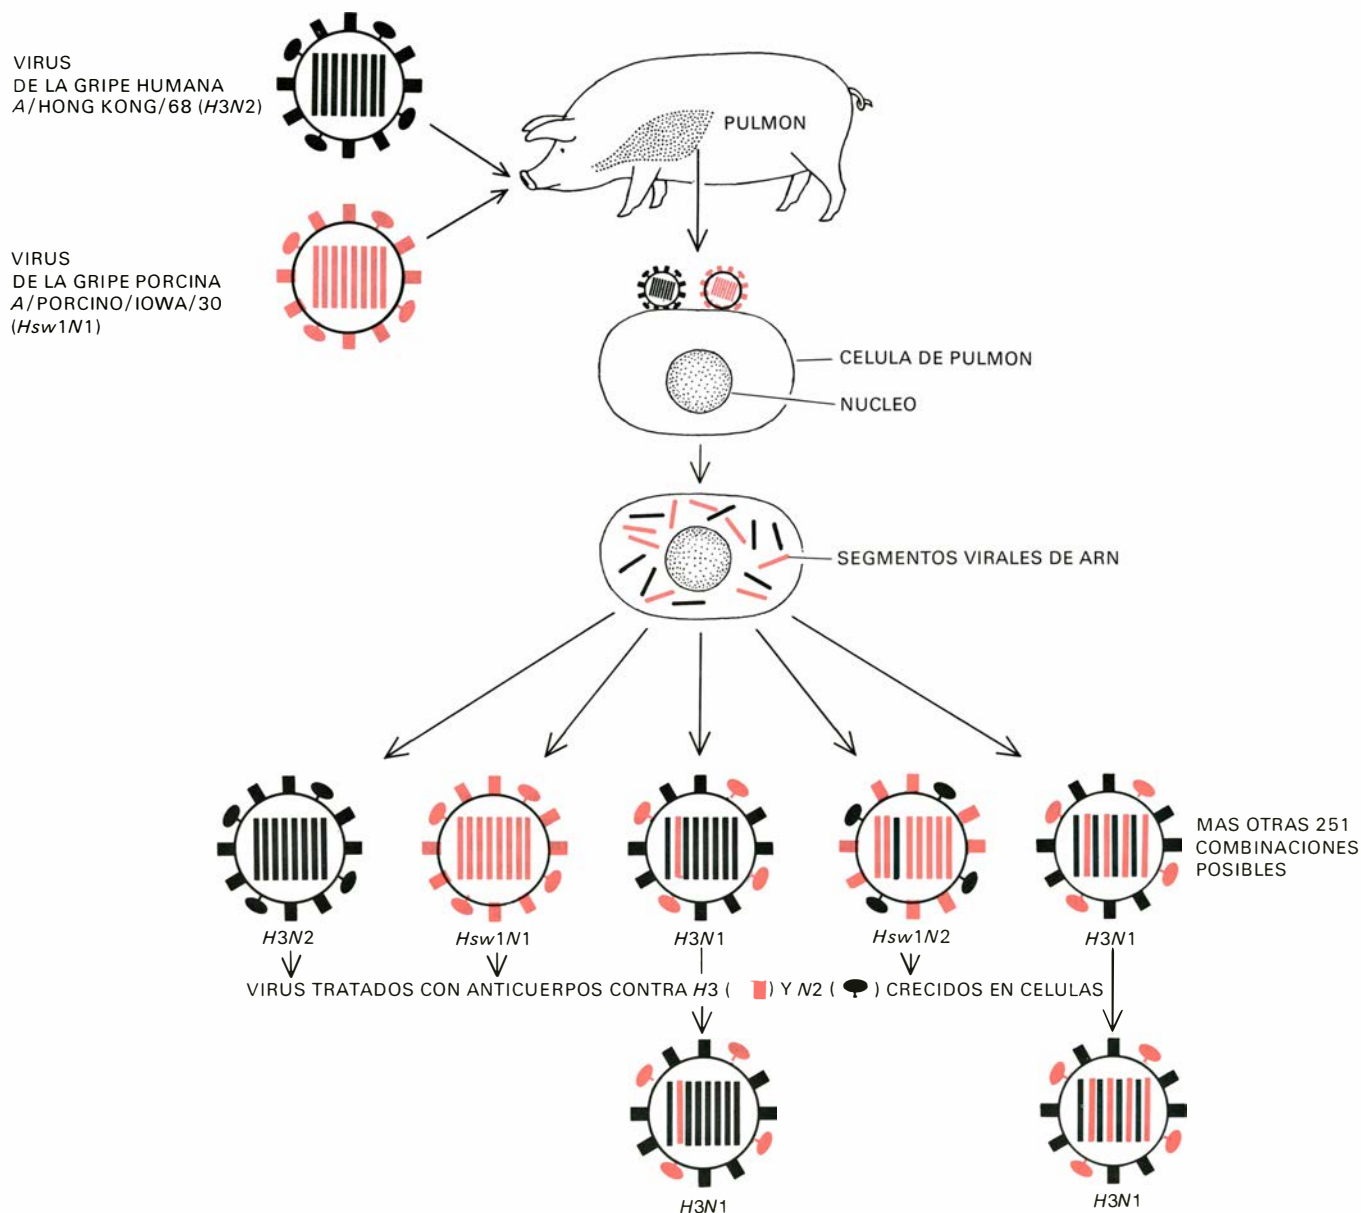 VIRUS
DE LA GRIPE HUMANA
A/HONG KONG/68 (H3N2)
PULMON
VIRUS
DE LA GRIPE PORCINA
A/PORCINO/IOWA/30
(Hsw1N1)
CELULA DE PULMON
NUCLEO
SEGMENTOS VIRALES DE ARN
MAS OTRAS 251
COMBINACIONES
POSIBLES
H3N2
Hsw1N1
H3N1
Hsw1N2
H3N1
VIRUS TRATADOS CON ANTICUERPOS CONTRA H3 ( ) Y N2 ( ) CRECIDOS EN CELULAS
H3N1
H3N1